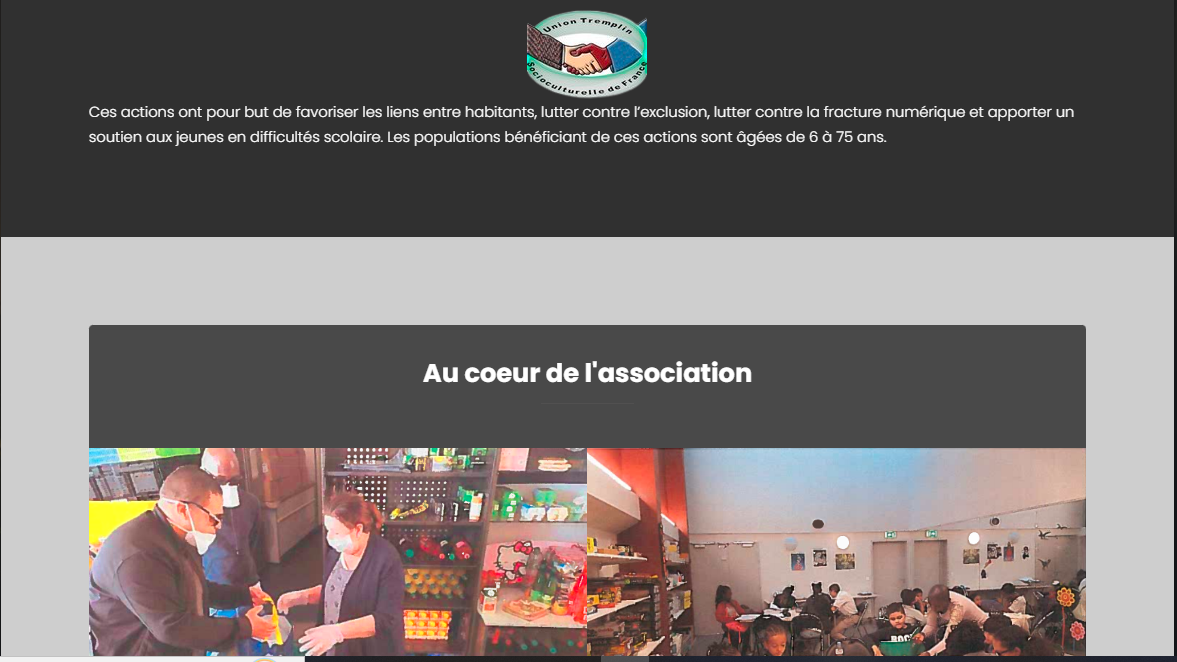 Union Tremplin
Socioculturelle de France
Ces actions ont pour but de favoriser les liens entre habitants, lutter contre l’exclusion, lutter contre la fracture numérique et apporter un
soutien aux jeunes en difficultés scolaire. Les populations bénéficiant de ces actions sont âgées de 6 à 75 ans.
Au coeur de l'association